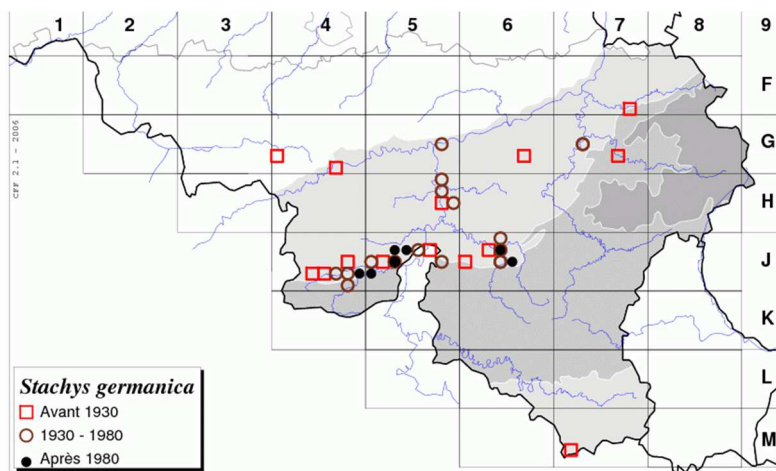 1 2 3 4 5 6 7 8 9
F
G
H
J
K
L
M
CFF 2.1 - 2006
Stachys germanica
Avant 1930
1930 - 1980
Après 1980